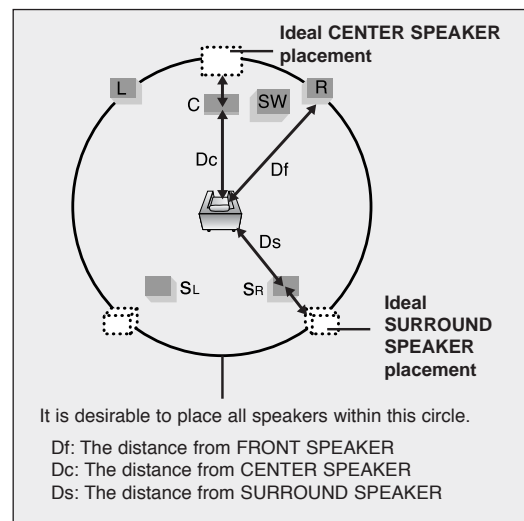 Ideal CENTER SPEAKER
placement
L
R
C
SW
Dc
Df
Ds
SL
SR
Ideal
SURROUND
SPEAKER
placement
It is desirable to place all speakers within this circle.
Df: The distance from FRONT SPEAKER
Dc: The distance from CENTER SPEAKER
Ds: The distance from SURROUND SPEAKER